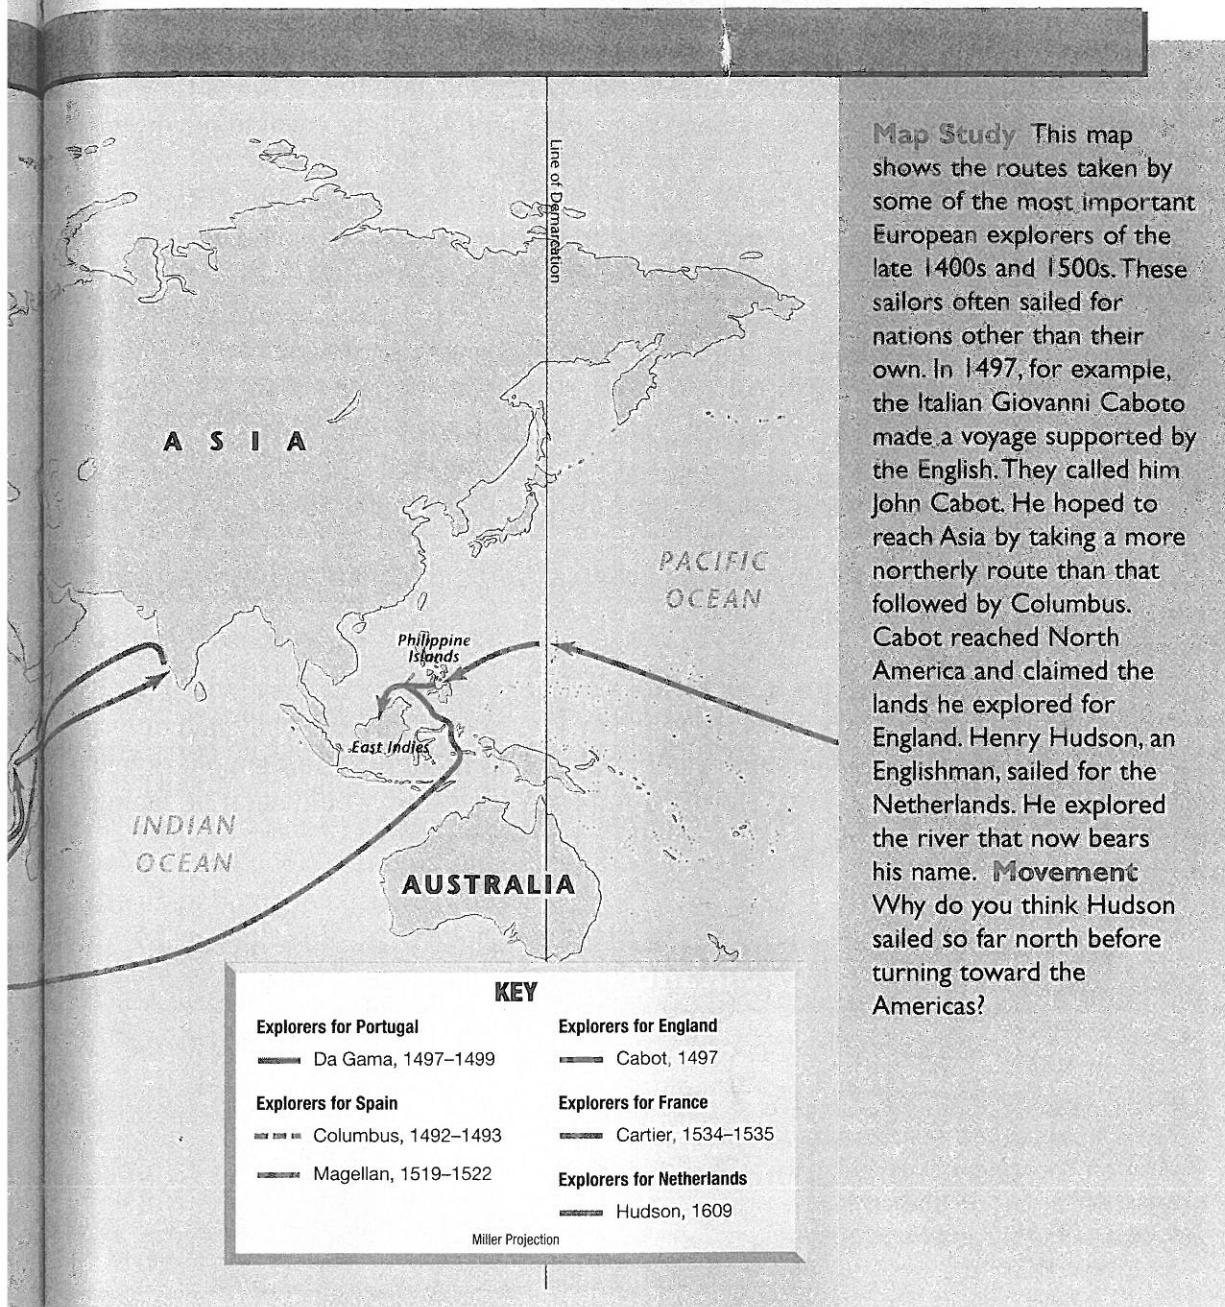 Line of Demarcation
ASIA
PACIFIC
OCEAN
Philippine
Islands
East Indies
INDIAN
OCEAN
AUSTRALIA
KEY
Explorers for Portugal
Da Gama, 1497–1499
Explorers for Spain
Columbus, 1492–1493
Magellan, 1519–1522
Explorers for England
Cabot, 1497
Explorers for France
Cartier, 1534–1535
Explorers for Netherlands
Hudson, 1609
Miller Projection
Map Study This map
shows the routes taken by
some of the most important
European explorers of the
late 1400s and 1500s. These
sailors often sailed for
nations other than their
own. In 1497, for example,
the Italian Giovanni Caboto
made a voyage supported by
the English. They called him
John Cabot. He hoped to
reach Asia by taking a more
northerly route than that
followed by Columbus.
Cabot reached North
America and claimed the
lands he explored for
England. Henry Hudson, an
Englishman, sailed for the
Netherlands. He explored
the river that now bears
his name. Movement
Why do you think Hudson
sailed so far north before
turning toward the
Americas?